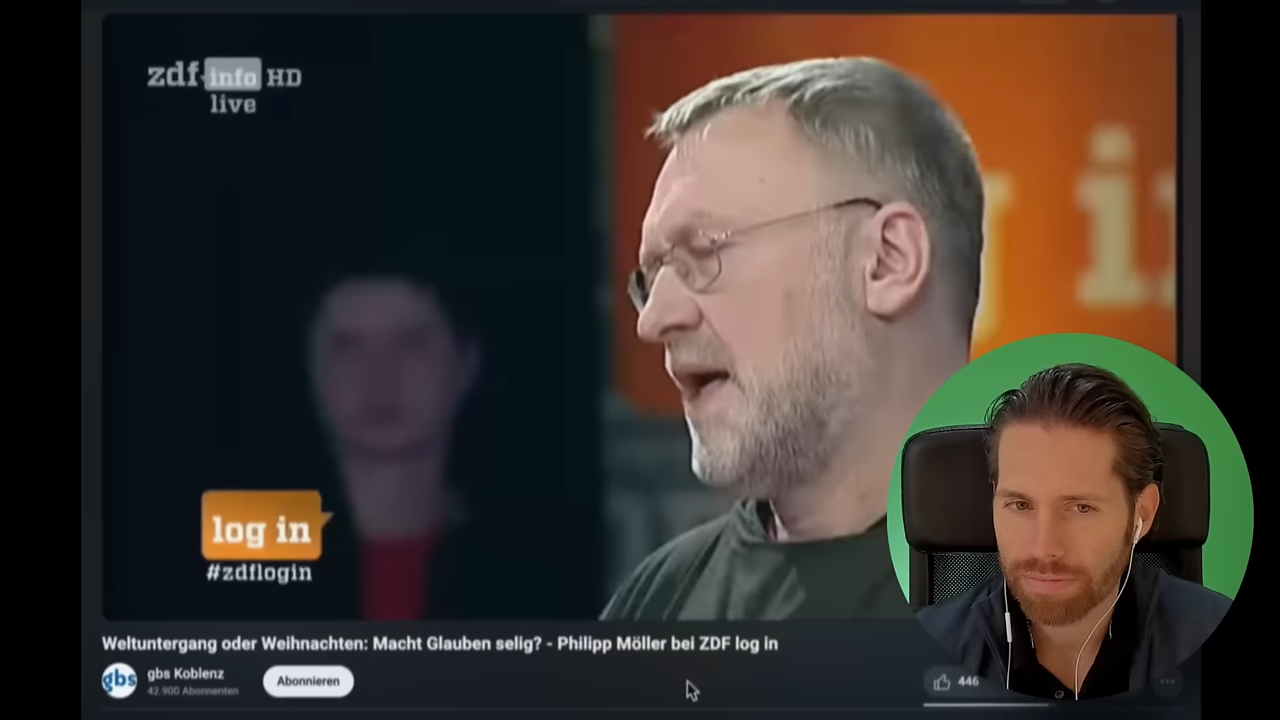 zdf info HD
live
g in
log in
#zdflogin
Weltuntergang oder Weihnachten: Macht Glauben selig? - Philipp Möller bei ZDF log in
gbs
gbs Koblenz
42 900 Abonnenten
Abonnieren
446